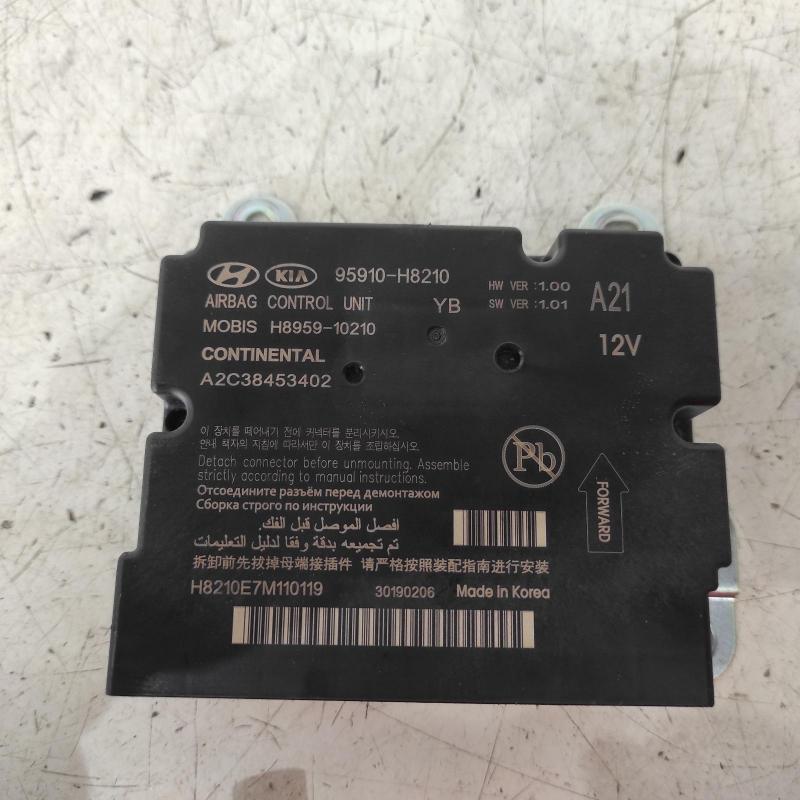 KIA 95910-H8210 HW VER : 1.00 A21
AIRBAG CONTROL UNIT YB SW VER : 1.01
MOBIS H8959-10210 12V
CONTINENTAL
A2C38453402
이 장치를 떼어내기 전에 커넥터를 분리시키시오.
안내 책자의 지침에 따라서만 이 장치를 조립하십시오.
Detach connector before unmounting. Assemble
strictly according to manual instructions.
Pb
FORWARD
Отсоедините разъём перед демонтажом
Сборка строго по инструкции
افصل الموصل قبل الفك.
تم تجميعه بدقة وفقا لدليل التعليمات
拆卸前先拔掉母端接插件 请严格按照装配指南进行安装
H8210E7M110119 30190206 Made in Korea